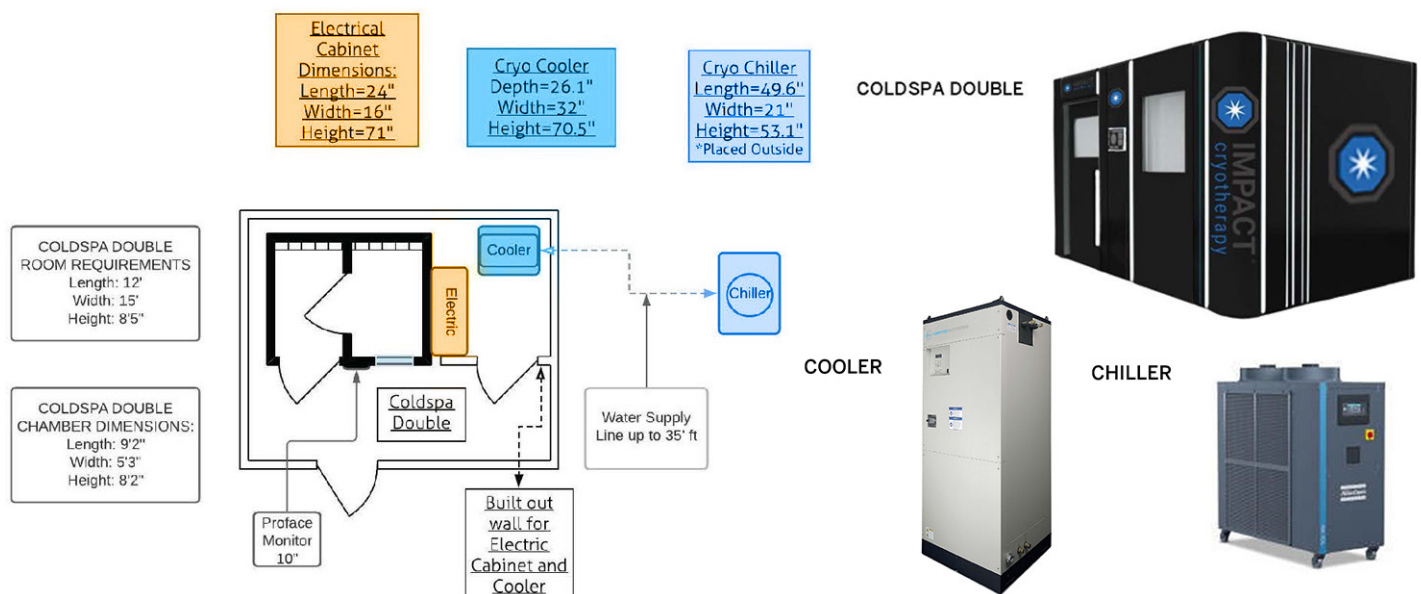 Electrical
Cabinet
Dimensions:
Length=24"
Width=16"
Height=71"
Cryo Cooler
Depth=26.1"
Width=32"
Height=70.5"
Cryo Chiller
Length=49.6"
Width=21"
Height=53.1"
*Placed Outside
COLDSPA DOUBLE
IMPACT
cryotherapy
COLDSPA DOUBLE
ROOM REQUIREMENTS
Length: 12'
Width: 15'
Height: 8'5"
Cooler
Electric
Chiller
COLDSPA DOUBLE
CHAMBER DIMENSIONS:
Length: 9'2"
Width: 5'3"
Height: 8'2"
Coldspa
Double
Water Supply
Line up to 35' ft
Proface
Monitor
10"
Built out
wall for
Electric
Cabinet and
Cooler
COOLER
CHILLER